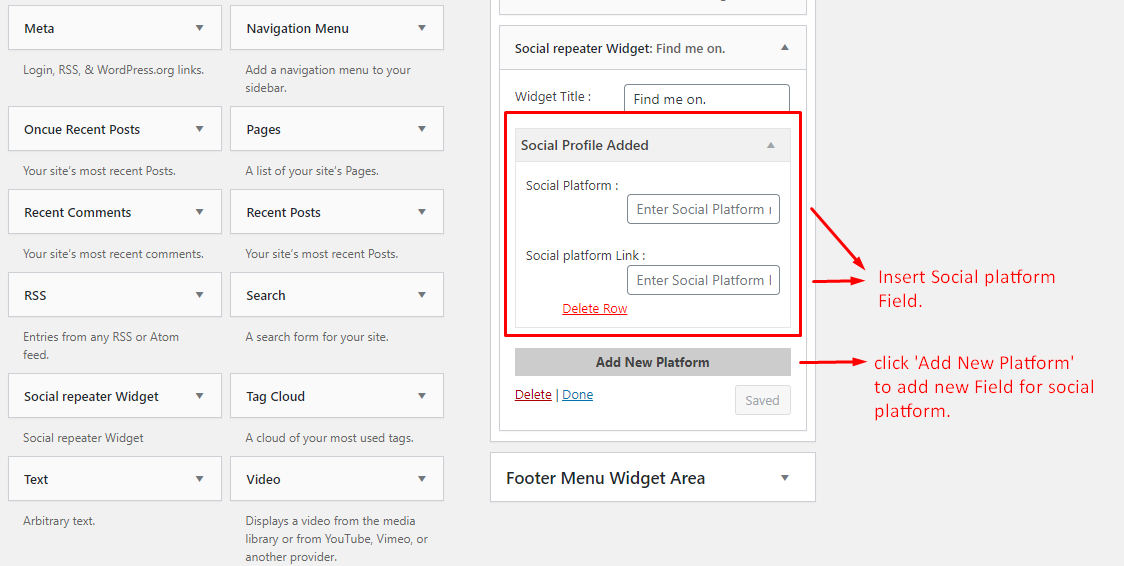 Meta
Login, RSS, & WordPress.org links.
Navigation Menu
Add a navigation menu to your
sidebar.
Oncue Recent Posts
Your site's most recent Posts.
Pages
A list of your site's Pages.
Recent Comments
Your site's most recent comments.
Recent Posts
Your site's most recent Posts.
RSS
Entries from any RSS or Atom
feed.
Search
A search form for your site.
Social repeater Widget
Social repeater Widget
Tag Cloud
A cloud of your most used tags.
Text
Arbitrary text.
Video
Displays a video from the media
library or from YouTube, Vimeo, or
another provider.
Social repeater Widget: Find me on.
Widget Title :
Find me on.
Social Profile Added
Social Platform :
Enter Social Platform
Social platform Link :
Enter Social Platform
Delete Row
Add New Platform
Delete | Done
Saved
Footer Menu Widget Area
Insert Social platform
Field.
click 'Add New Platform'
to add new Field for social
platform.